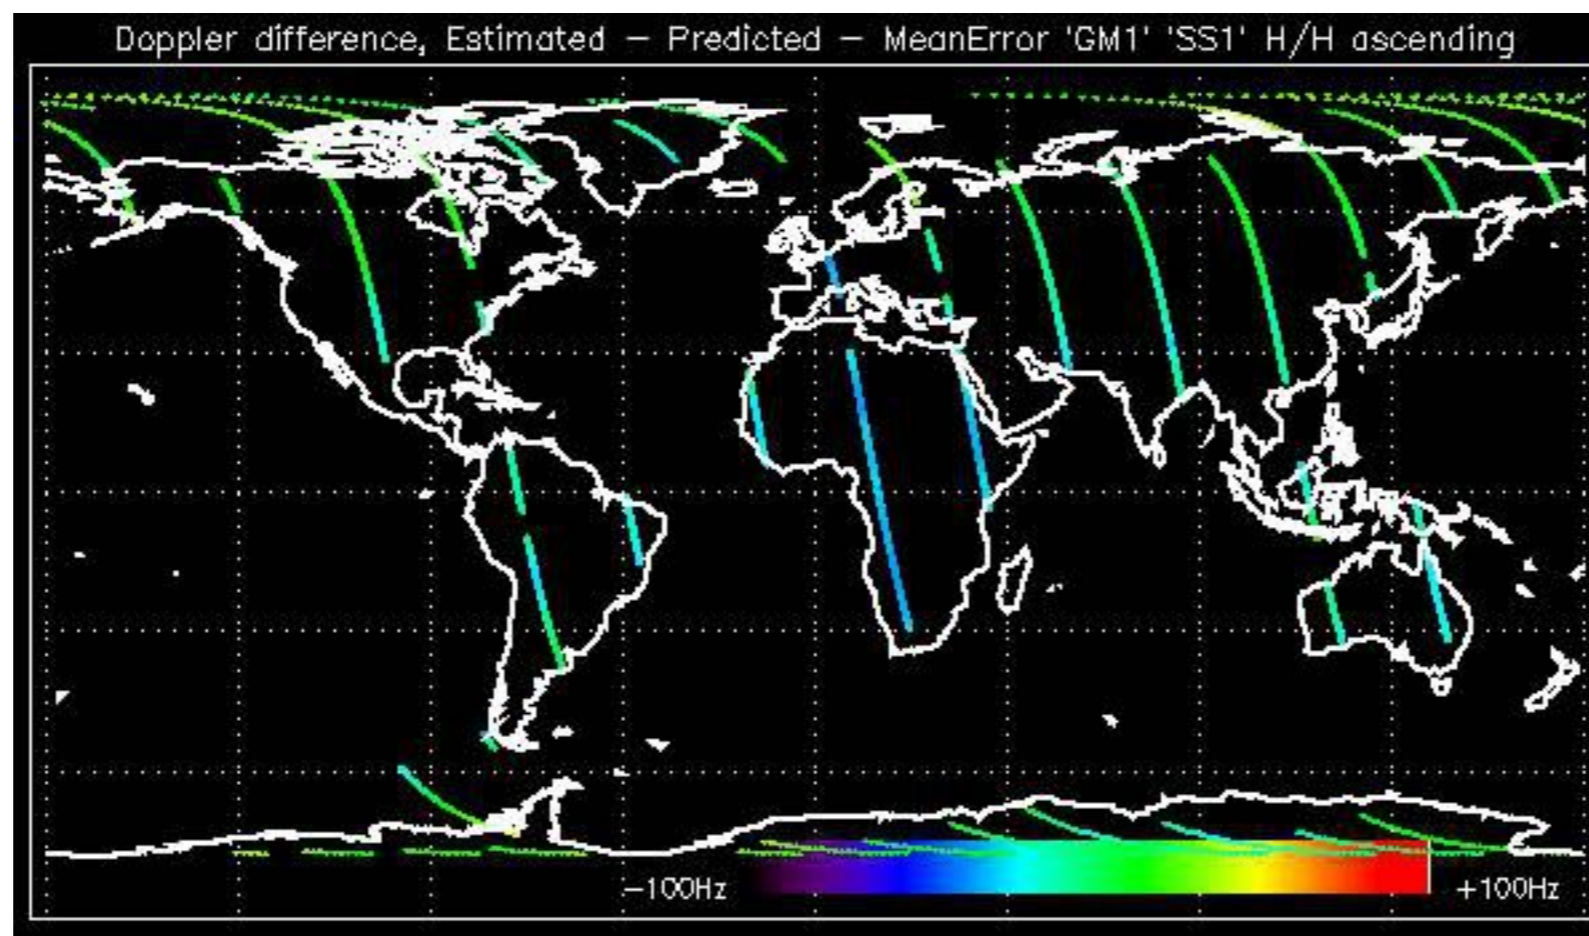 Doppler difference, Estimated – Predicted – MeanError 'GM1' 'SS1' H/H ascending
–100Hz
+100Hz